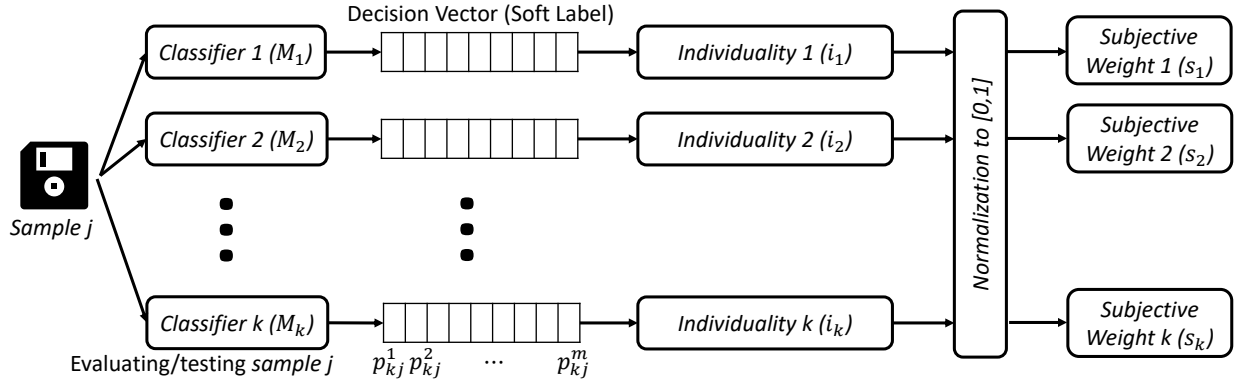 Decision Vector (Soft Label)
Classifier 1 (M₁)
Individuality 1 (i₁)
Subjective
Weight 1 (s₁)
Classifier 2 (M₂)
Individuality 2 (i₂)
Subjective
Weight 2 (s₂)
Normalization to [0,1]
Sample j
Classifier k (Mₖ)
Individuality k (iₖ)
Subjective
Weight k (sₖ)
Evaluating/testing sample j
p¹ₖⱼ p²ₖⱼ ... pᵐₖⱼ